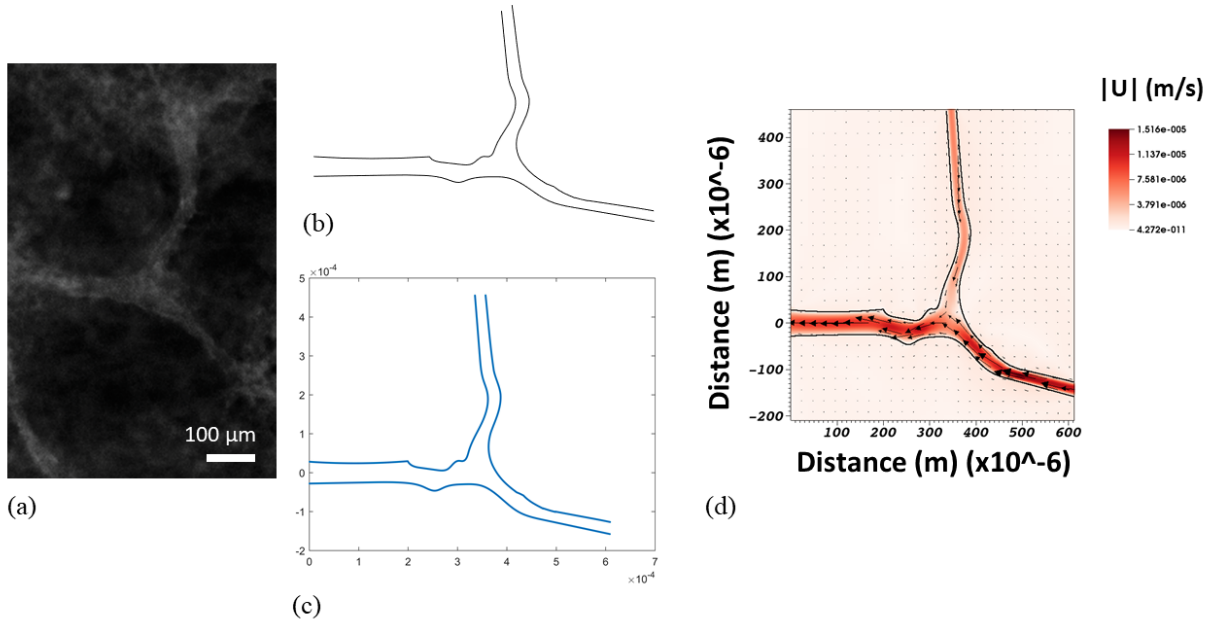 100 μm
(a)
(b)
×10⁻⁴
5
4
3
2
1
0
-1
-2
0
1
2
3
4
5
6
7
×10⁻⁴
(c)
|U| (m/s)
1.516e-005
1.137e-005
7.581e-006
3.791e-006
4.272e-011
Distance (m) (x10^-6)
400
300
200
100
0
-100
-200
100
200
300
400
500
600
Distance (m) (x10^-6)
(d)